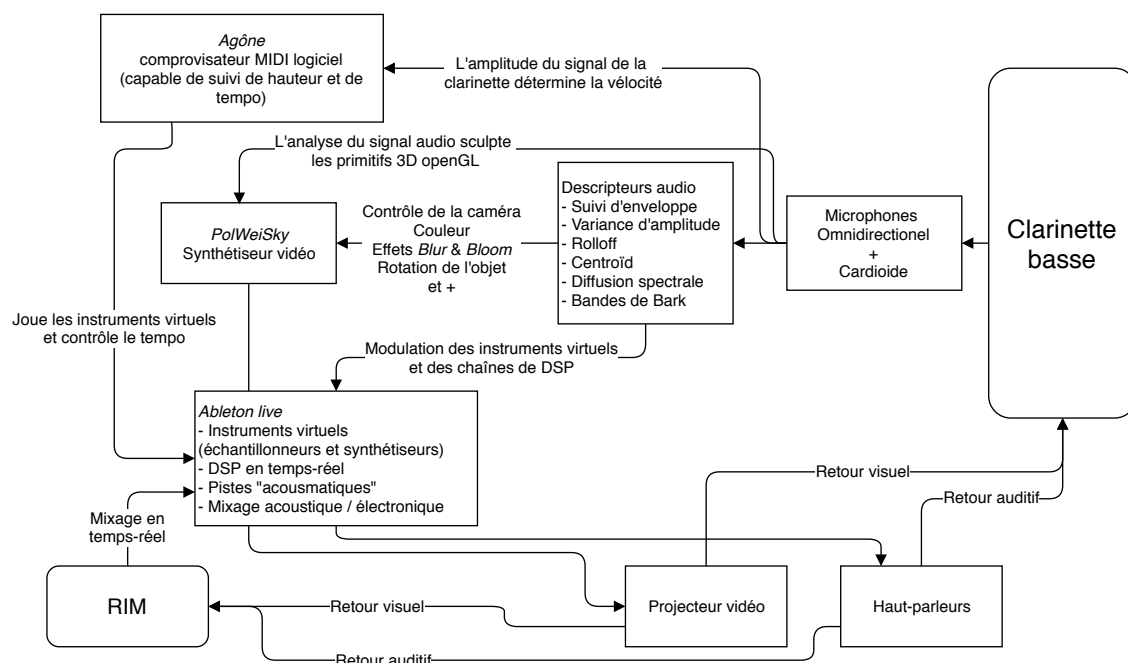 Agône
comprovisateur MIDI logiciel
(capable de suivi de hauteur et de
tempo)
L'amplitude du signal de la
clarinette détermine la vélocité
L'analyse du signal audio sculpte
les primitifs 3D openGL
Descripteurs audio
- Suivi d'enveloppe
- Variance d'amplitude
- Rolloff
- Centroïd
- Diffusion spectrale
- Bandes de Bark
Microphones
Omnidirectionel
+
Cardioide
Clarinette
basse
Contrôle de la caméra
Couleur
Effets Blur & Bloom
Rotation de l'objet
et +
PolWeiSky
Synthétiseur vidéo
Joue les instruments virtuels
et contrôle le tempo
Modulation des instruments virtuels
et des chaînes de DSP
Ableton live
- Instruments virtuels
(échantillonneurs et synthétiseurs)
- DSP en temps-réel
- Pistes "acousmatiques"
- Mixage acoustique / électronique
Retour visuel
Retour auditif
Mixage en
temps-réel
RIM
Retour visuel
Projecteur vidéo
Haut-parleurs
Retour auditif